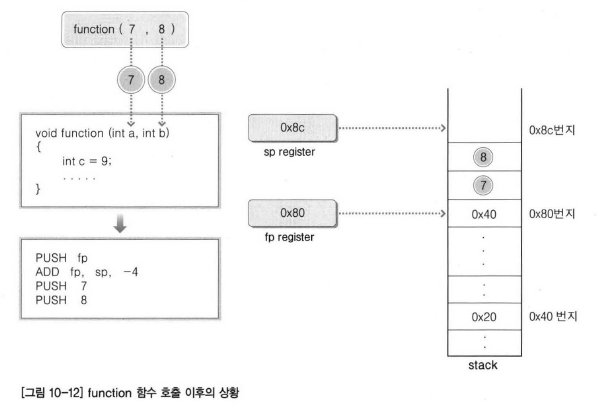 function ( 7 , 8 )
7 8
void function (int a, int b)
{
int c = 9;
. . . . .
}
PUSH fp
ADD fp, sp, −4
PUSH 7
PUSH 8
0x8c
sp register
0x80
fp register
0x8c번지
8
7
0x40 0x80번지
0x20 0x40 번지
stack
[그림 10-12] function 함수 호출 이후의 상황